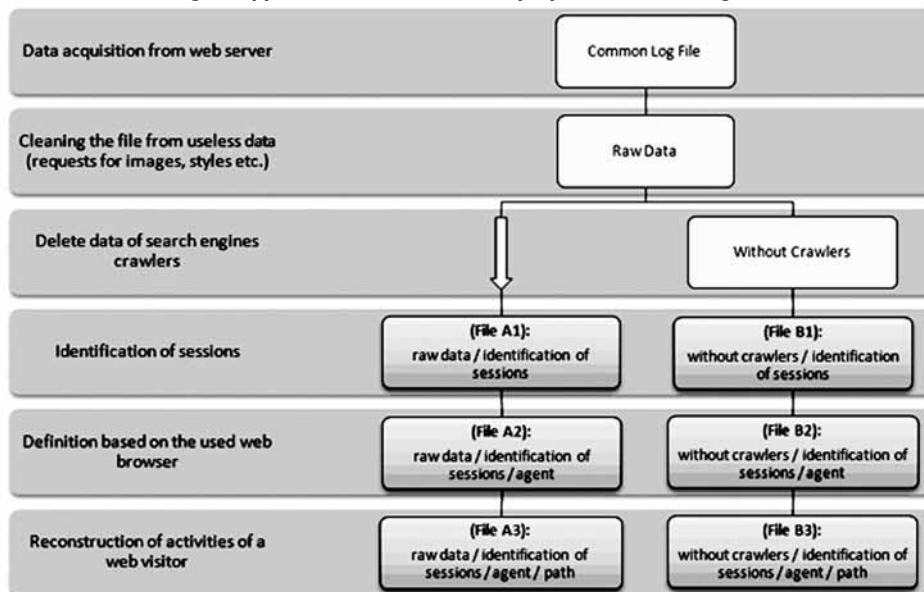 Data acquisition from web server
Common Log File
Cleaning the file from useless data
(requests for images, styles etc.)
Raw Data
Delete data of search engines
crawlers
Without Crawlers
Identification of sessions
(File A1):
raw data / identification of
sessions
(File B1):
without crawlers / identification
of sessions
Definition based on the used web
browser
(File A2):
raw data / identification of
sessions / agent
(File B2):
without crawlers / identification of
sessions / agent
Reconstruction of activities of a
web visitor
(File A3):
raw data / identification of
sessions / agent / path
(File B3):
without crawlers / identification of
sessions / agent / path